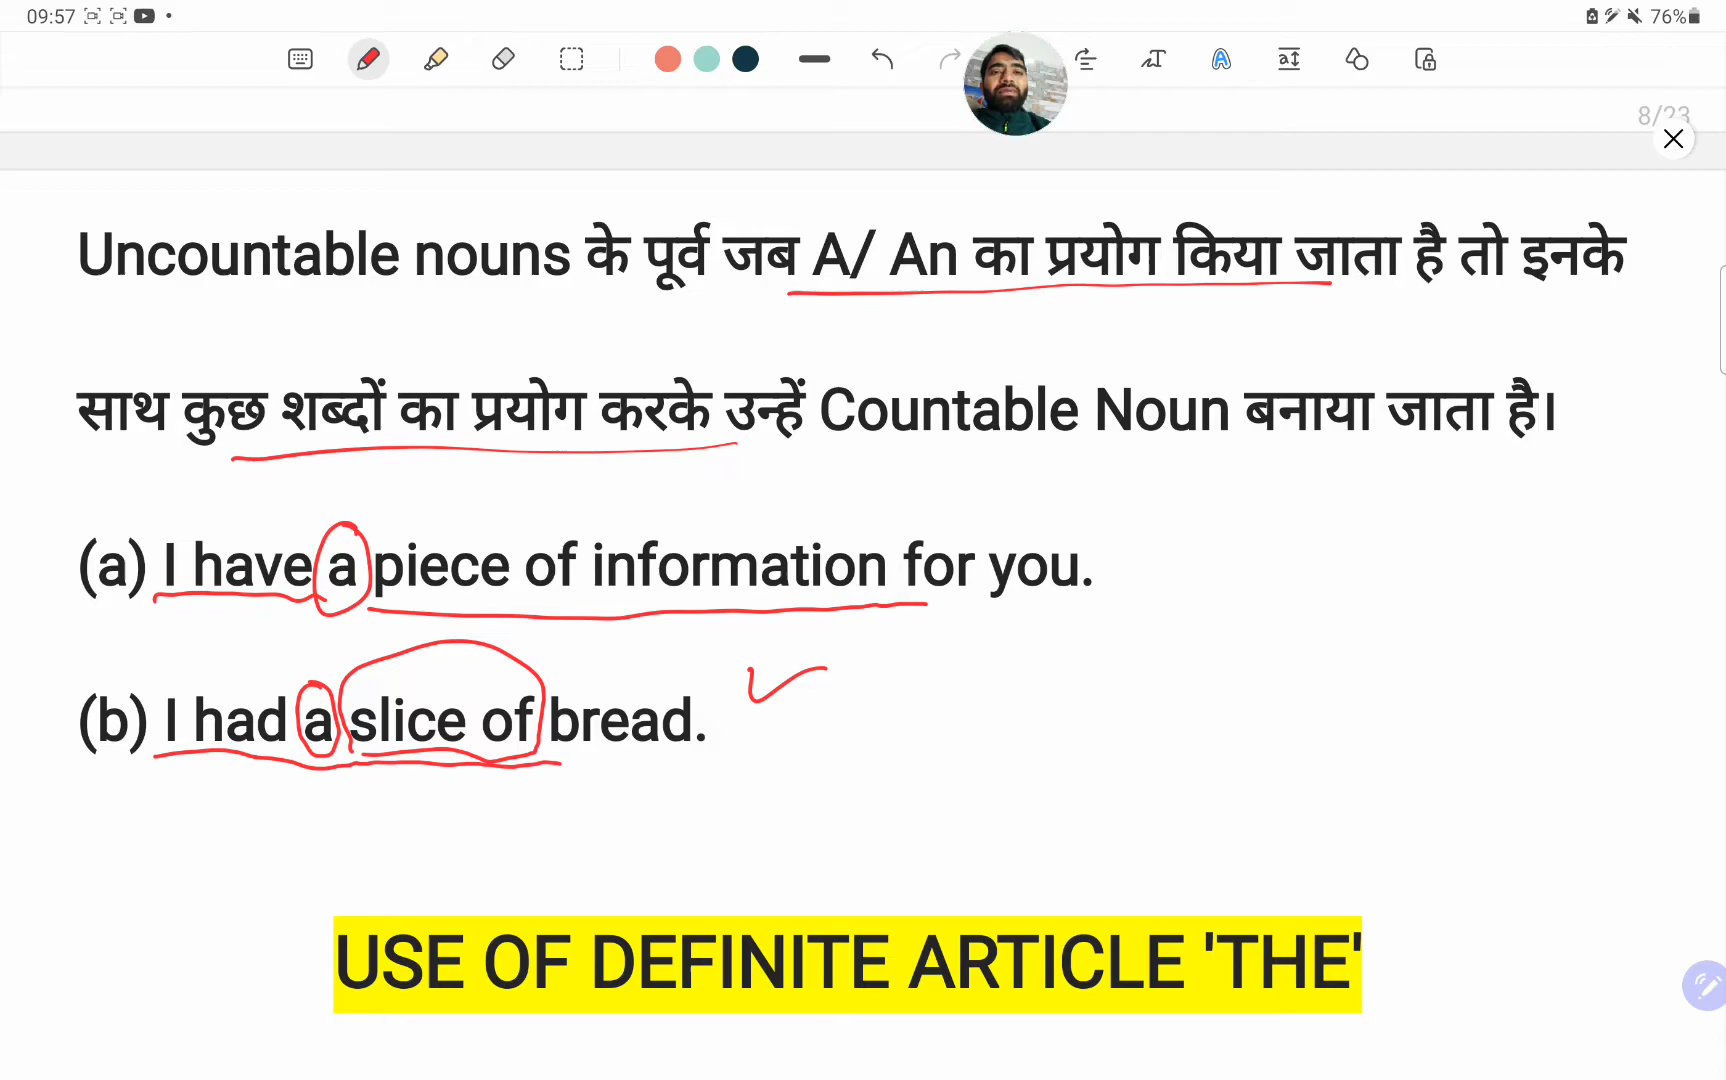 09:57
76%
8/23
Uncountable nouns के पूर्व जब A/ An का प्रयोग किया जाता है तो इनके
साथ कुछ शब्दों का प्रयोग करके उन्हें Countable Noun बनाया जाता है।
(a) I have a piece of information for you.
(b) I had a slice of bread.
USE OF DEFINITE ARTICLE 'THE'